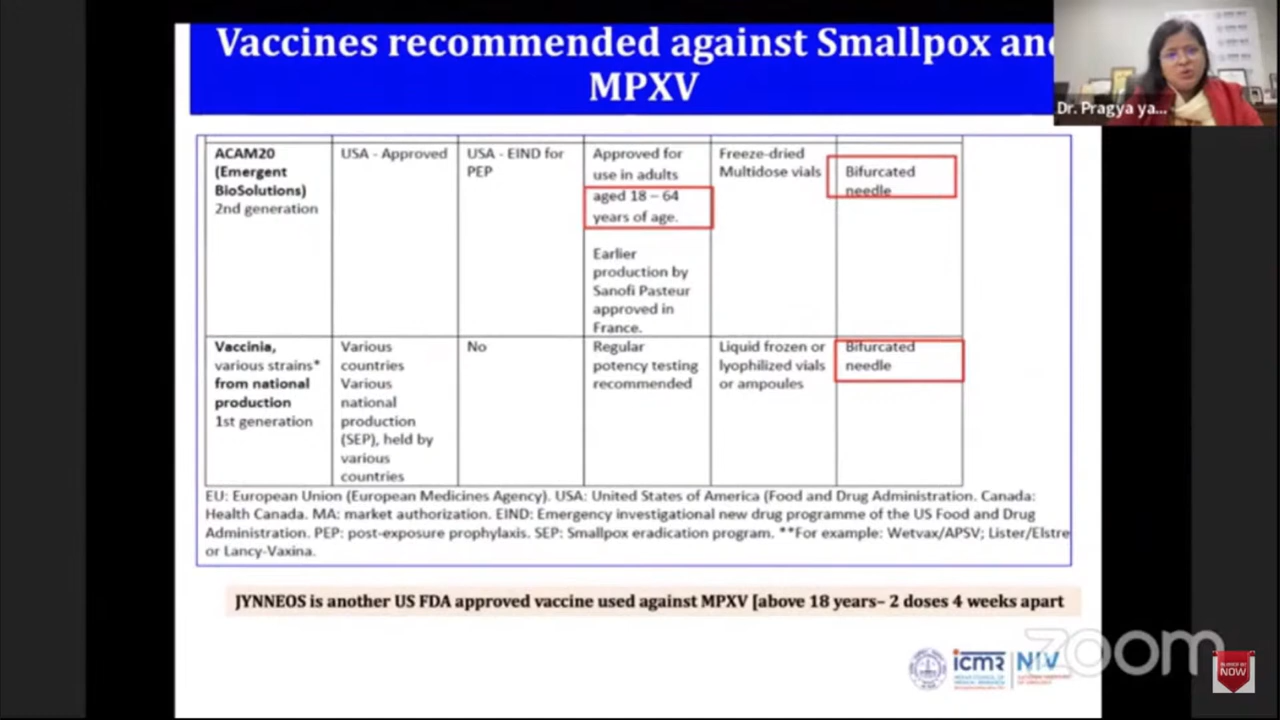 Vaccines recommended against Smallpox and
MPXV
Dr. Pragya ya...
ACAM20
(Emergent
BioSolutions)
2nd generation
USA - Approved
USA - EIND for
PEP
Approved for
use in adults
aged 18 – 64
years of age.
Earlier
production by
Sanofi Pasteur
approved in
France.
Freeze-dried
Multidose vials
Bifurcated
needle
Vaccinia,
various strains*
from national
production
1st generation
Various
countries
Various
national
production
(SEP), held by
various
countries
No
Regular
potency testing
recommended
Liquid frozen or
lyophilized vials
or ampoules
Bifurcated
needle
EU: European Union (European Medicines Agency). USA: United States of America (Food and Drug Administration. Canada:
Health Canada. MA: market authorization. EIND: Emergency investigational new drug programme of the US Food and Drug
Administration. PEP: post-exposure prophylaxis. SEP: Smallpox eradication program. **For example: Wetvax/APSV; Lister/Elstre
or Lancy-Vaxina.
JYNNEOS is another US FDA approved vaccine used against MPXV [above 18 years– 2 doses 4 weeks apart
icmr
NIV
zoom
NOW